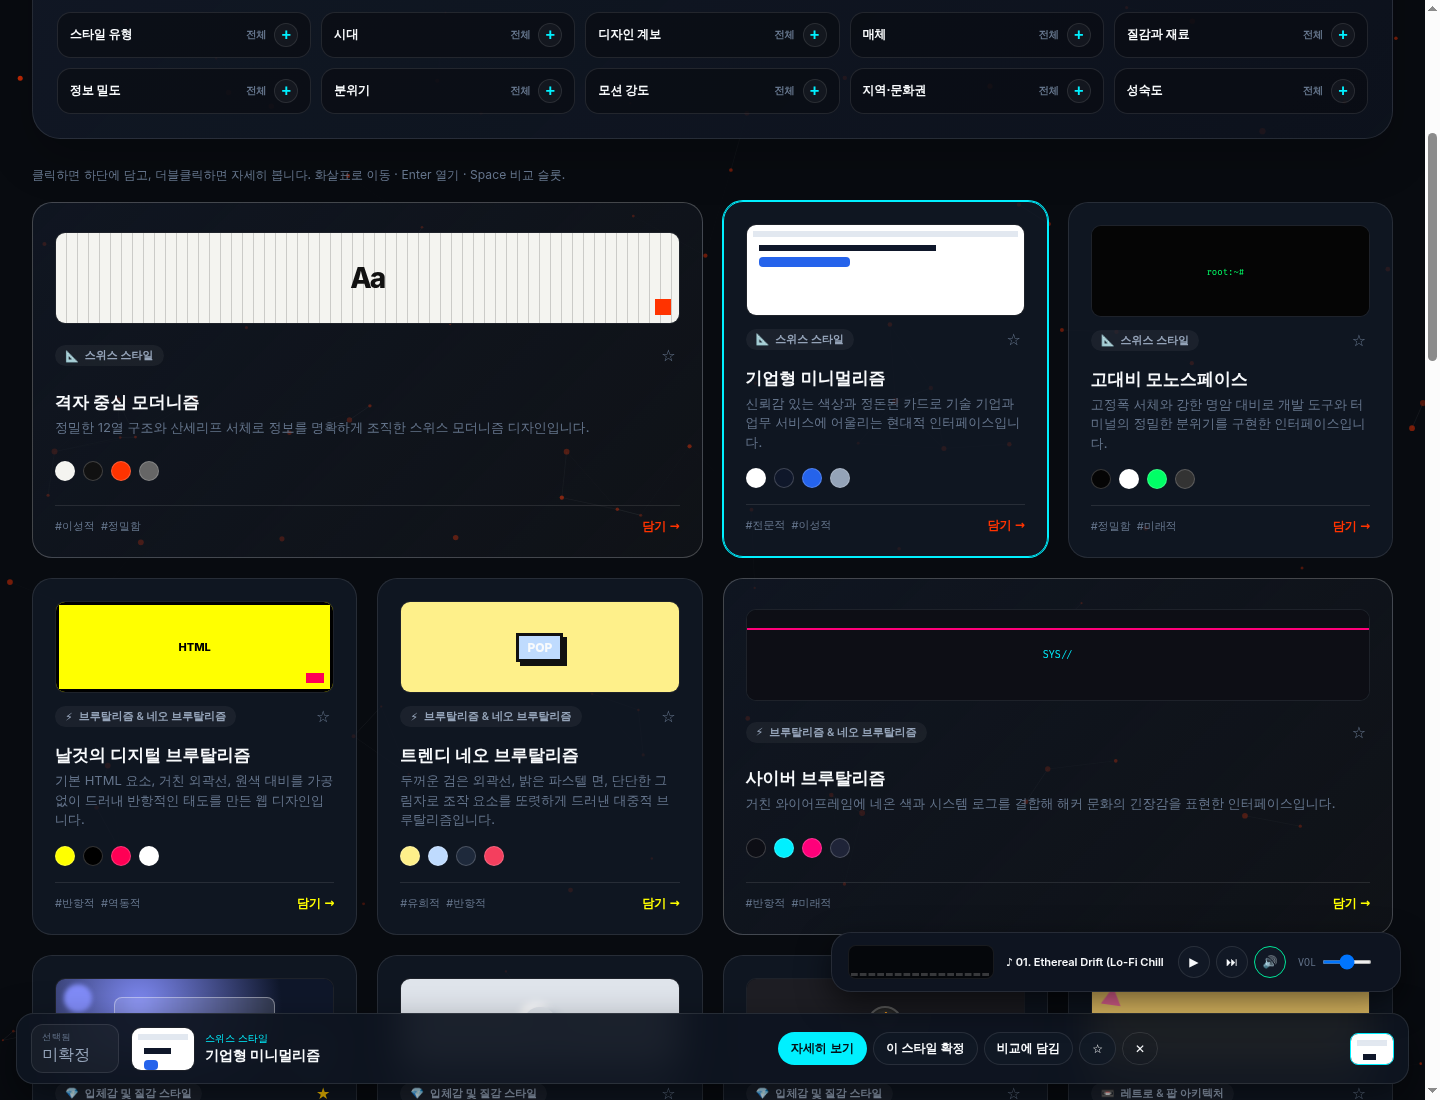 스타일 유형 전체 +
시대 전체 +
디자인 계보 전체 +
매체 전체 +
질감과 재료 전체 +
정보 밀도 전체 +
분위기 전체 +
모션 강도 전체 +
지역·문화권 전체 +
성숙도 전체 +
클릭하면 하단에 담고, 더블클릭하면 자세히 봅니다. 화살표로 이동 · Enter 열기 · Space 비교 슬롯.
Aa
스위스 스타일
격자 중심 모더니즘
정밀한 12열 구조와 산세리프 서체로 정보를 명확하게 조직한 스위스 모더니즘 디자인입니다.
#이성적 #정밀함
담기 →
스위스 스타일
기업형 미니멀리즘
신뢰감 있는 색상과 정돈된 카드로 기술 기업과
업무 서비스에 어울리는 현대적 인터페이스입니
다.
#전문적 #이성적
담기 →
root:~#
스위스 스타일
고대비 모노스페이스
고정폭 서체와 강한 명암 대비로 개발 도구와 터
미널의 정밀한 분위기를 구현한 인터페이스입니
다.
#정밀함 #미래적
담기 →
HTML
브루탈리즘 & 네오 브루탈리즘
날것의 디지털 브루탈리즘
기본 HTML 요소, 거친 외곽선, 원색 대비를 가공
없이 드러내 반항적인 태도를 만든 웹 디자인입
니다.
#반항적 #역동적
담기 →
POP
브루탈리즘 & 네오 브루탈리즘
트렌디 네오 브루탈리즘
두꺼운 검은 외곽선, 밝은 파스텔 면, 단단한 그
림자로 조작 요소를 또렷하게 드러낸 대중적 브
루탈리즘입니다.
#유희적 #반항적
담기 →
SYS//
브루탈리즘 & 네오 브루탈리즘
사이버 브루탈리즘
거친 와이어프레임에 네온 색과 시스템 로그를 결합해 해커 문화의 긴장감을 표현한 인터페이스입니다.
#반항적 #미래적
담기 →
♪ 01. Ethereal Drift (Lo-Fi Chill
VOL
선택됨
미확정
스위스 스타일
기업형 미니멀리즘
자세히 보기
이 스타일 확정
비교에 담김
입체감 및 질감 스타일
입체감 및 질감 스타일
입체감 및 질감 스타일
레트로 & 팝 아키텍처